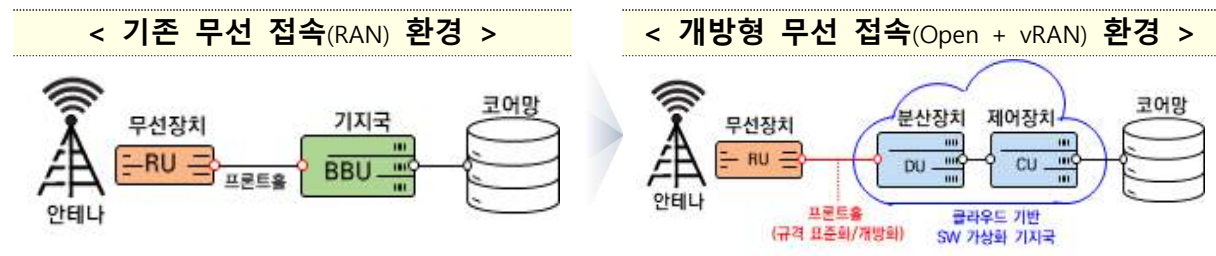 < 기존 무선 접속(RAN) 환경 >
안테나
무선장치
RU
프론트홀
기지국
BBU
코어망
< 개방형 무선 접속(Open + vRAN) 환경 >
안테나
무선장치
RU
프론트홀
(규격 표준화/개방화)
분산장치
DU
제어장치
CU
클라우드 기반
SW 가상화 기지국
코어망